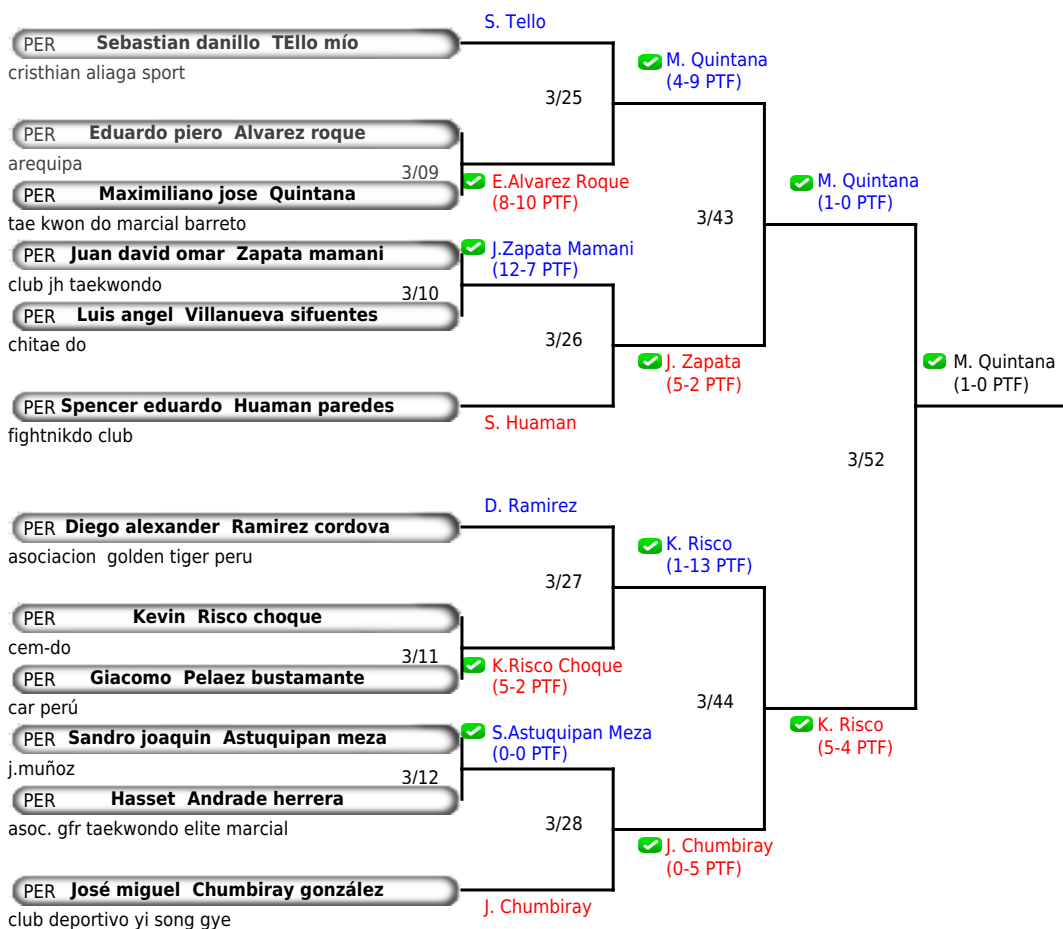 S. Tello
PER Sebastian danillo TEllo mío
cristhian aliaga sport
M. Quintana
(4-9 PTF)
3/25
PER Eduardo piero Alvarez roque
arequipa
3/09
E.Alvarez Roque
(8-10 PTF)
PER Maximiliano jose Quintana
tae kwon do marcial barreto
M. Quintana
(1-0 PTF)
3/43
PER Juan david omar Zapata mamani
club jh taekwondo
J.Zapata Mamani
(12-7 PTF)
3/10
PER Luis angel Villanueva sifuentes
chitae do
3/26
J. Zapata
(5-2 PTF)
M. Quintana
(1-0 PTF)
PER Spencer eduardo Huaman paredes
fightnikdo club
S. Huaman
3/52
D. Ramirez
PER Diego alexander Ramirez cordova
asociacion golden tiger peru
K. Risco
(1-13 PTF)
3/27
PER Kevin Risco choque
cem-do
3/11
K.Risco Choque
(5-2 PTF)
PER Giacomo Pelaez bustamante
car perú
3/44
K. Risco
(5-4 PTF)
PER Sandro joaquin Astuquipan meza
j.muñoz
S.Astuquipan Meza
(0-0 PTF)
3/12
PER Hasset Andrade herrera
asoc. gfr taekwondo elite marcial
3/28
J. Chumbiray
(0-5 PTF)
PER José miguel Chumbiray gonzález
club deportivo yi song gye
J. Chumbiray